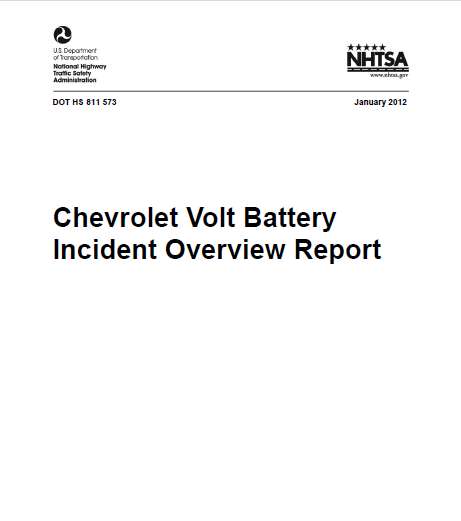 U.S. Department
of Transportation
National Highway
Traffic Safety
Administration
NHTSA
www.nhtsa.gov
DOT HS 811 573
January 2012
Chevrolet Volt Battery
Incident Overview Report